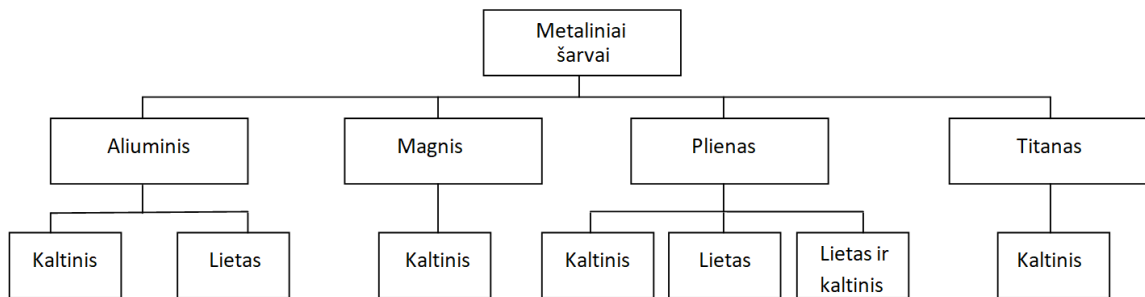 Metaliniai
šarvai
Aliuminis
Magnis
Plienas
Titanas
Kaltinis
Lietas
Kaltinis
Kaltinis
Lietas
Lietas ir
kaltinis
Kaltinis